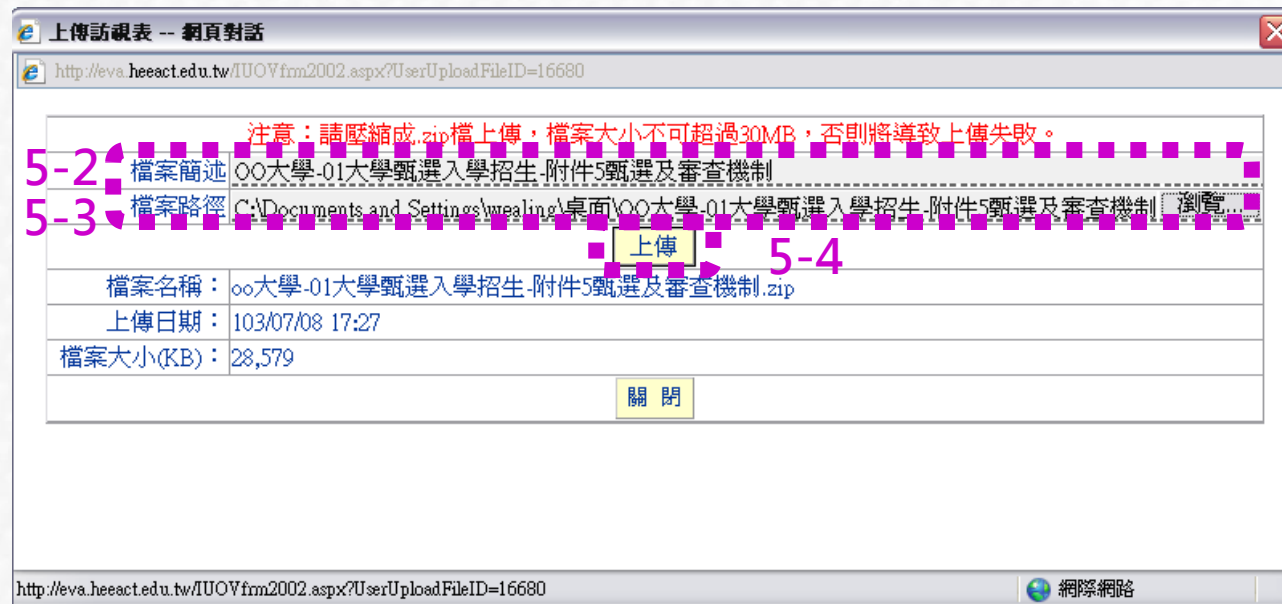 上傳訪視表 -- 網頁對話
http://eva.heeact.edu.tw/IUOVfrm2002.aspx?UserUploadFileID=16680
注意：請壓縮成.zip檔上傳，檔案大小不可超過30MB，否則將導致上傳失敗。
5-2 檔案簡述 OO大學-01大學甄選入學招生-附件5甄選及審查機制
5-3 檔案路徑 C:\Documents and Settings\wealing\桌面\OO大學-01大學甄選入學招生-附件5甄選及審查機制 瀏覽...
上傳 5-4
檔案名稱： oo大學-01大學甄選入學招生-附件5甄選及審查機制.zip
上傳日期： 103/07/08 17:27
檔案大小(KB)： 28,579
關 閉
http://eva.heeact.edu.tw/IUOVfrm2002.aspx?UserUploadFileID=16680 網際網路